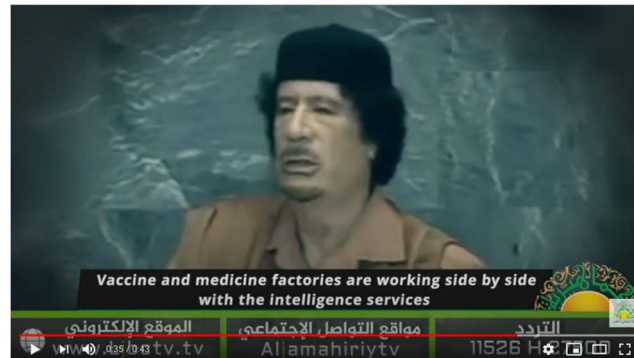 Vaccine and medicine factories are working side by side
with the intelligence services
الموقع الإلكتروني
مواقع التواصل الإجتماعي
التردد
Aljamahiriytv
11526 H
0:35 / 0:43